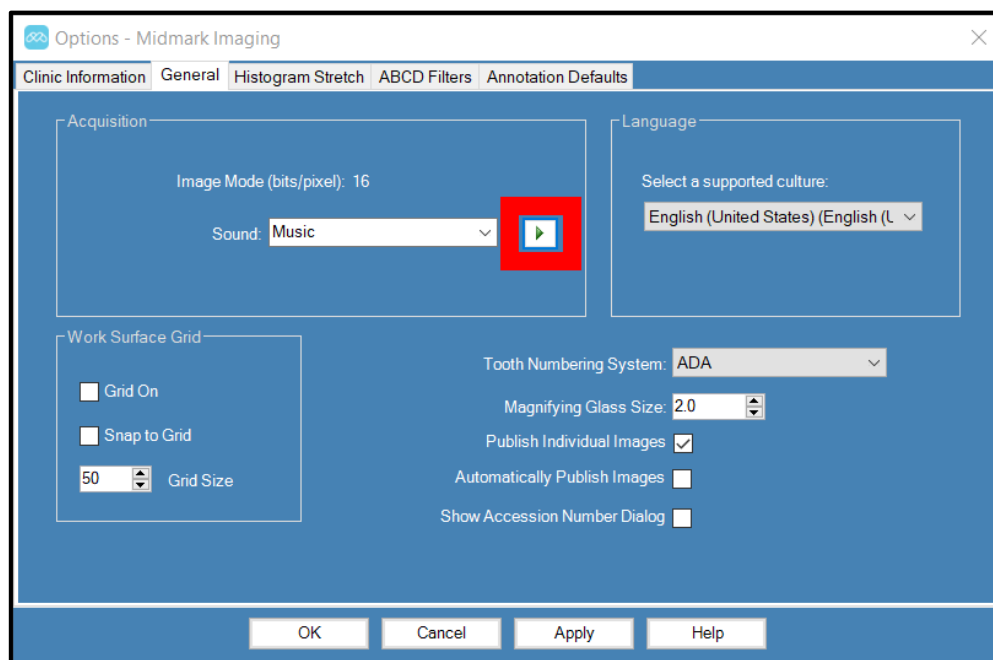 Options - Midmark Imaging
Clinic Information General Histogram Stretch ABCD Filters Annotation Defaults
Acquisition
Image Mode (bits/pixel): 16
Sound: Music
Language
Select a supported culture:
English (United States) (English (U
Work Surface Grid
Grid On
Snap to Grid
50 Grid Size
Tooth Numbering System: ADA
Magnifying Glass Size: 2.0
Publish Individual Images
Automatically Publish Images
Show Accession Number Dialog
OK Cancel Apply Help